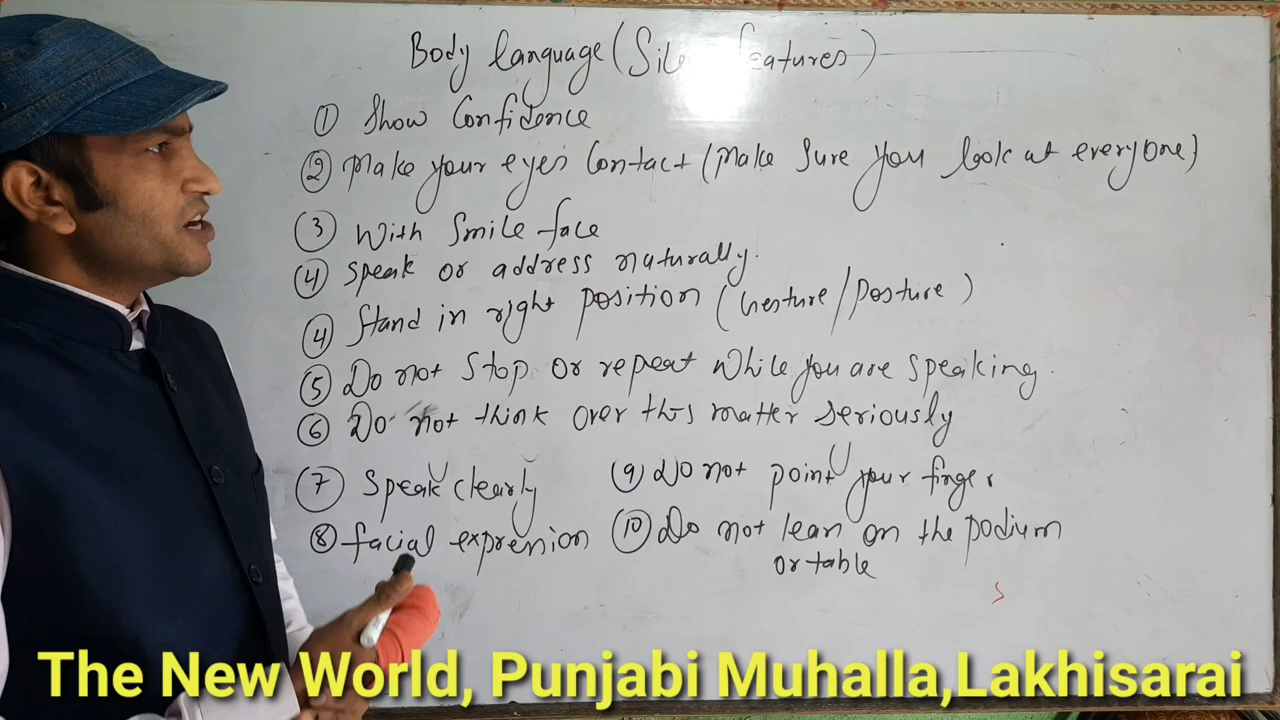 Body language (Sile features)
① Show Confidence
② Make your eyes Contact (Make Sure you look at everyone)
③ With Smile face
④ Speak or address naturally.
④ Stand in right position (Gesture/Posture)
⑤ Do not Stop or repeat While you are speaking.
⑥ Do not think over this matter Seriously
⑦ Speak clearly
⑧ facial expression
⑨ Do not point your finger
⑩ Do not lean on the podium
or table
The New World, Punjabi Muhalla,Lakhisarai